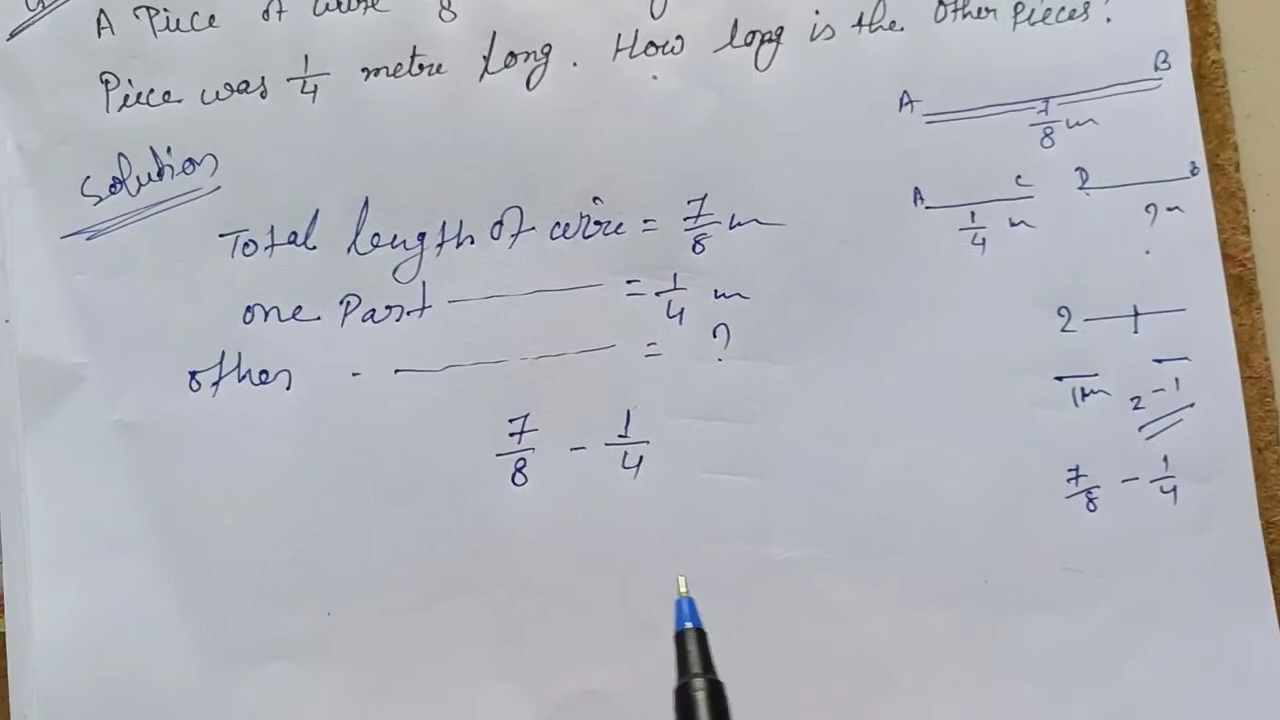 A Piece of wire 8
Piece was 1/4 metre long. How long is the other pieces?
Solution
Total length of wire = 7/8 m
one Part = 1/4 m
other = ?
7/8 - 1/4
A B
7/8 m
A C D B
1/4 m ? m
2
1m 2-1
7/8 - 1/4